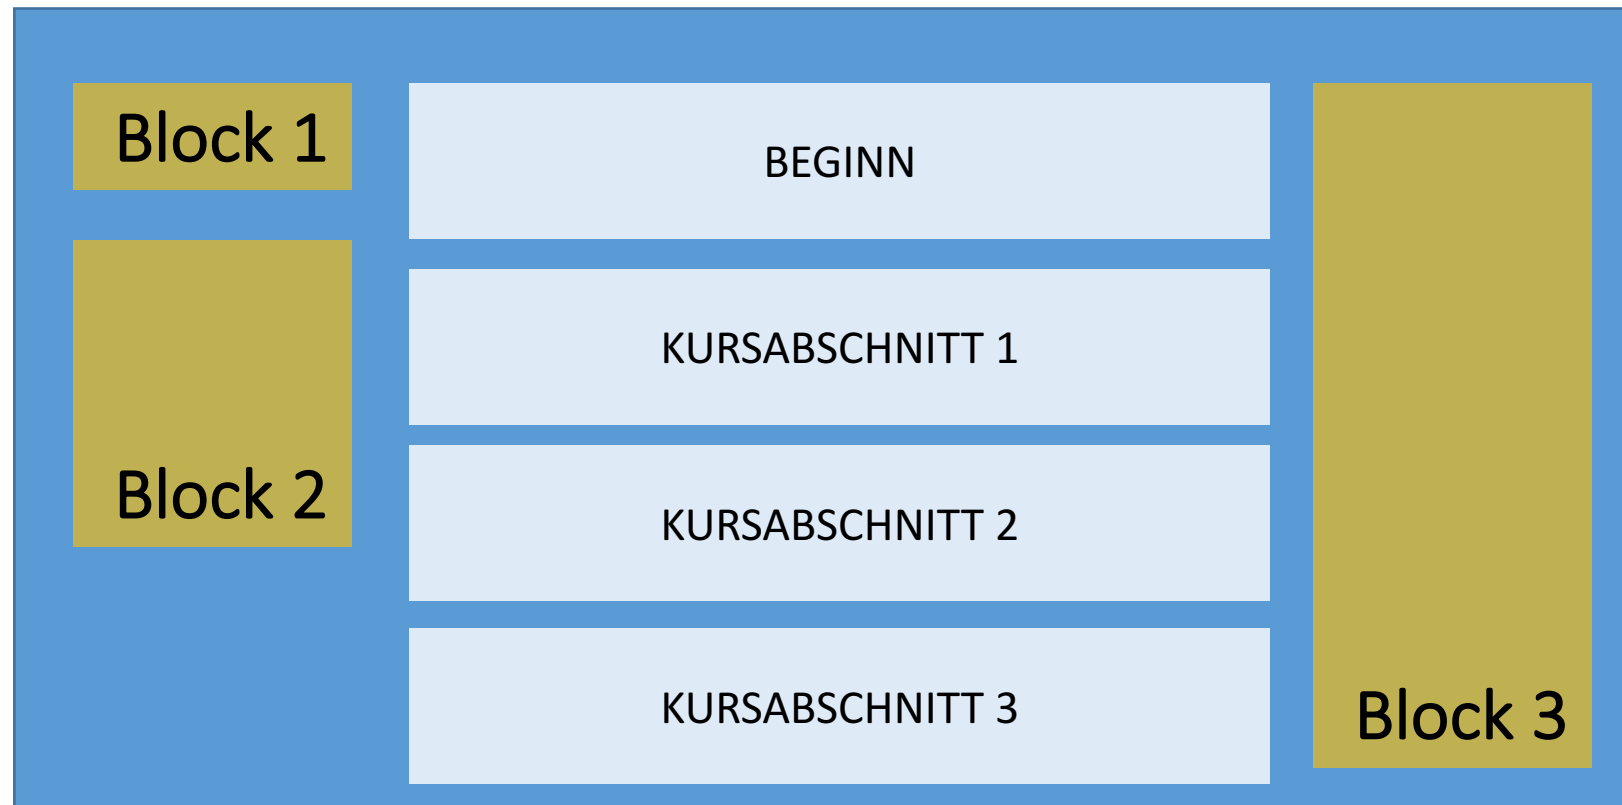 Block 1
Block 2
BEGINN
KURSABSCHNITT 1
KURSABSCHNITT 2
KURSABSCHNITT 3
Block 3